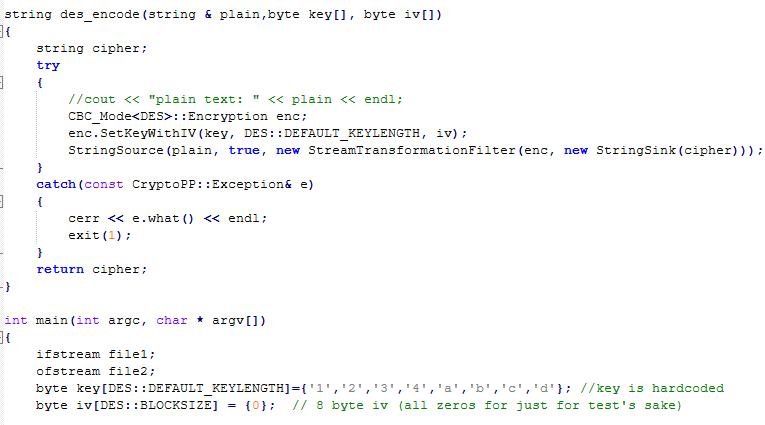 string des_encode(string & plain,byte key[], byte iv[])
{
string cipher;
try
{
//cout << "plain text: " << plain << endl;
CBC_Mode<DES>::Encryption enc;
enc.SetKeyWithIV(key, DES::DEFAULT_KEYLENGTH, iv);
StringSource(plain, true, new StreamTransformationFilter(enc, new StringSink(cipher)));
}
catch(const CryptoPP::Exception& e)
{
cerr << e.what() << endl;
exit(1);
}
return cipher;
}
int main(int argc, char * argv[])
{
ifstream file1;
ofstream file2;
byte key[DES::DEFAULT_KEYLENGTH]={'1','2','3','4','a','b','c','d'}; //key is hardcoded
byte iv[DES::BLOCKSIZE] = {0};  // 8 byte iv (all zeros for just for test's sake)